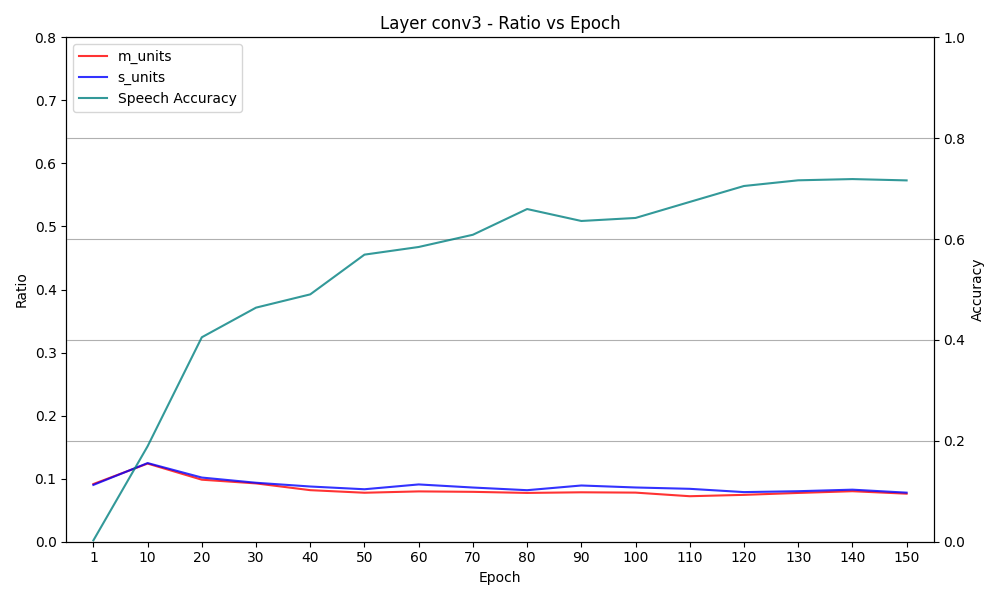 Layer conv3 - Ratio vs Epoch
m_units
s_units
Speech Accuracy
0.8
0.7
0.6
0.5
0.4
0.3
0.2
0.1
0.0
Ratio
1.0
0.8
0.6
0.4
0.2
0.0
Accuracy
1 10 20 30 40 50 60 70 80 90 100 110 120 130 140 150
Epoch